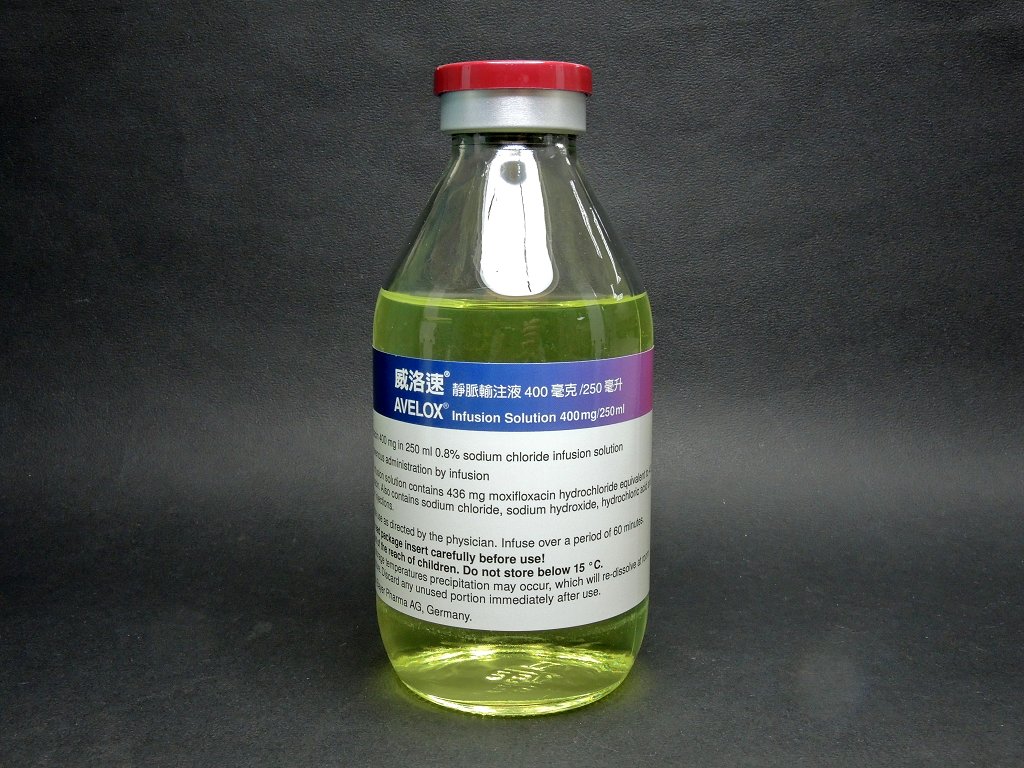 威洛速® 靜脈輸注液 400 毫克/250 毫升
AVELOX® Infusion Solution 400mg/250ml
400 mg in 250 ml 0.8% sodium chloride infusion solution
administration by infusion
solution contains 436 mg moxifloxacin hydrochloride equivalent
Also contains sodium chloride, sodium hydroxide, hydrochloric acid
use as directed by the physician. Infuse over a period of 60 minutes.
package insert carefully before use!
of the reach of children. Do not store below 15 °C.
temperatures precipitation may occur, which will re-dissolve at
Discard any unused portion immediately after use.
Pharma AG, Germany.